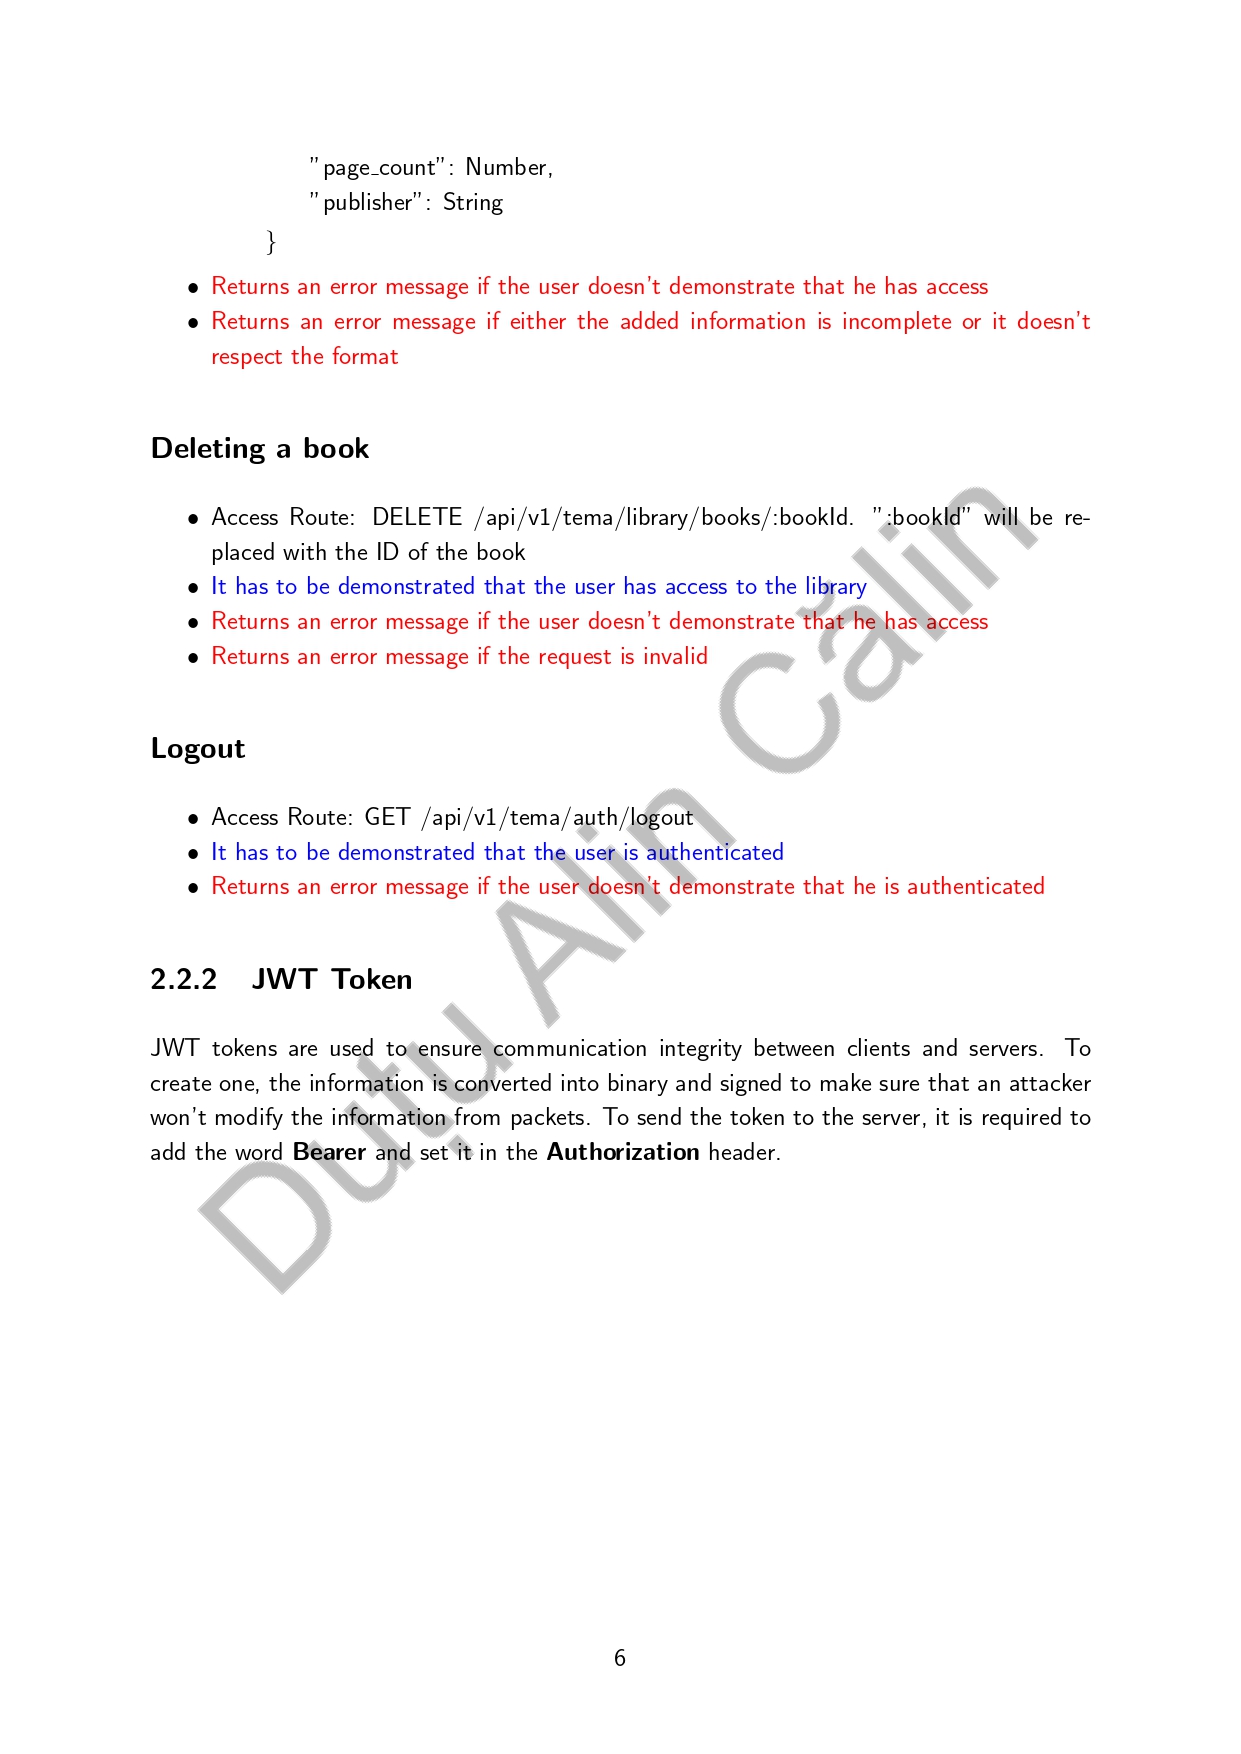 "page_count": Number,
"publisher": String
}
• Returns an error message if the user doesn't demonstrate that he has access
• Returns an error message if either the added information is incomplete or it doesn't
respect the format
Deleting a book
• Access Route: DELETE /api/v1/tema/library/books/:bookId. ":bookId" will be re-
placed with the ID of the book
• It has to be demonstrated that the user has access to the library
• Returns an error message if the user doesn't demonstrate that he has access
• Returns an error message if the request is invalid
Logout
• Access Route: GET /api/v1/tema/auth/logout
• It has to be demonstrated that the user is authenticated
• Returns an error message if the user doesn't demonstrate that he is authenticated
2.2.2 JWT Token
JWT tokens are used to ensure communication integrity between clients and servers. To
create one, the information is converted into binary and signed to make sure that an attacker
won't modify the information from packets. To send the token to the server, it is required to
add the word Bearer and set it in the Authorization header.
Duțu Alin Călin
6